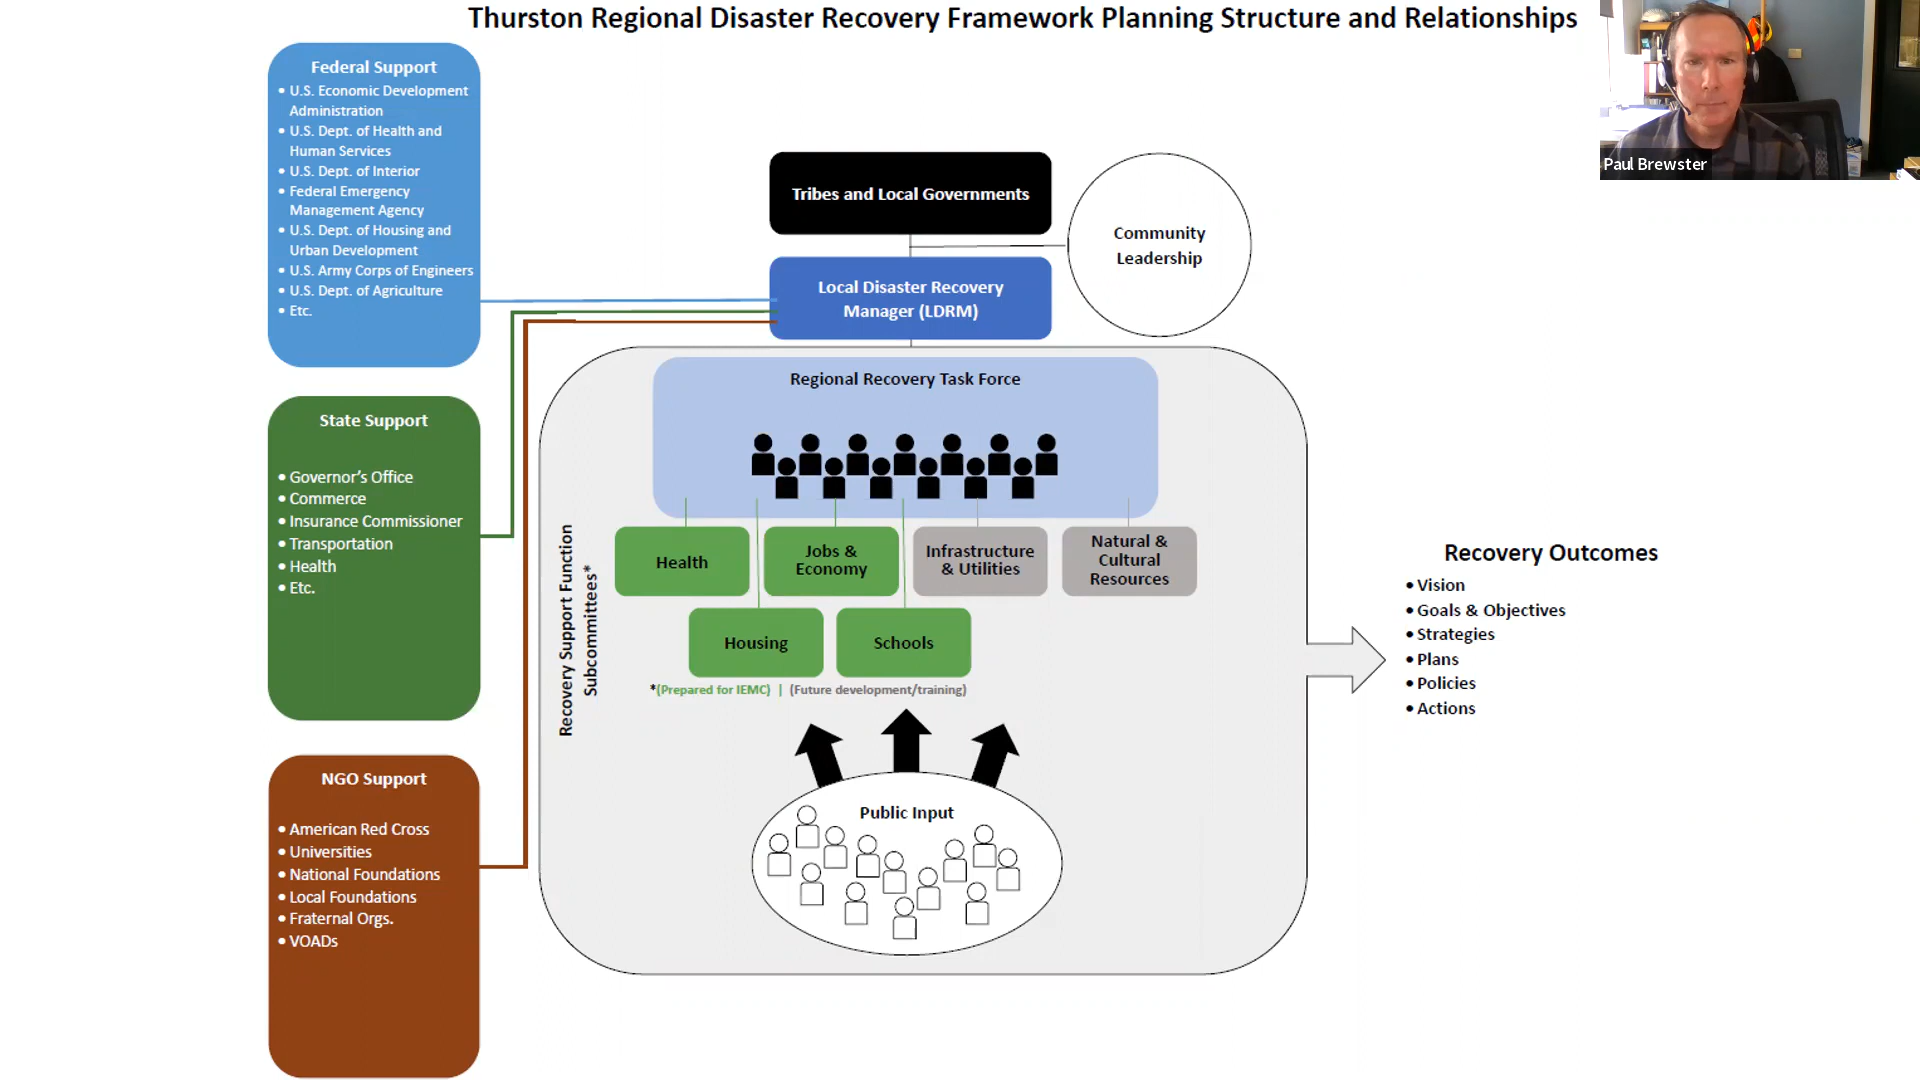 Thurston Regional Disaster Recovery Framework Planning Structure and Relationships
Paul Brewster
Federal Support
• U.S. Economic Development
Administration
• U.S. Dept. of Health and
Human Services
• U.S. Dept. of Interior
• Federal Emergency
Management Agency
• U.S. Dept. of Housing and
Urban Development
• U.S. Army Corps of Engineers
• U.S. Dept. of Agriculture
• Etc.
State Support
• Governor's Office
• Commerce
• Insurance Commissioner
• Transportation
• Health
• Etc.
NGO Support
• American Red Cross
• Universities
• National Foundations
• Local Foundations
• Fraternal Orgs.
• VOADs
Tribes and Local Governments
Community
Leadership
Local Disaster Recovery
Manager (LDRM)
Regional Recovery Task Force
Recovery Support Function
Subcommittees*
Health
Jobs &
Economy
Infrastructure
& Utilities
Natural &
Cultural
Resources
Housing
Schools
*(Prepared for IEMC) | (Future development/training)
Public Input
Recovery Outcomes
• Vision
• Goals & Objectives
• Strategies
• Plans
• Policies
• Actions